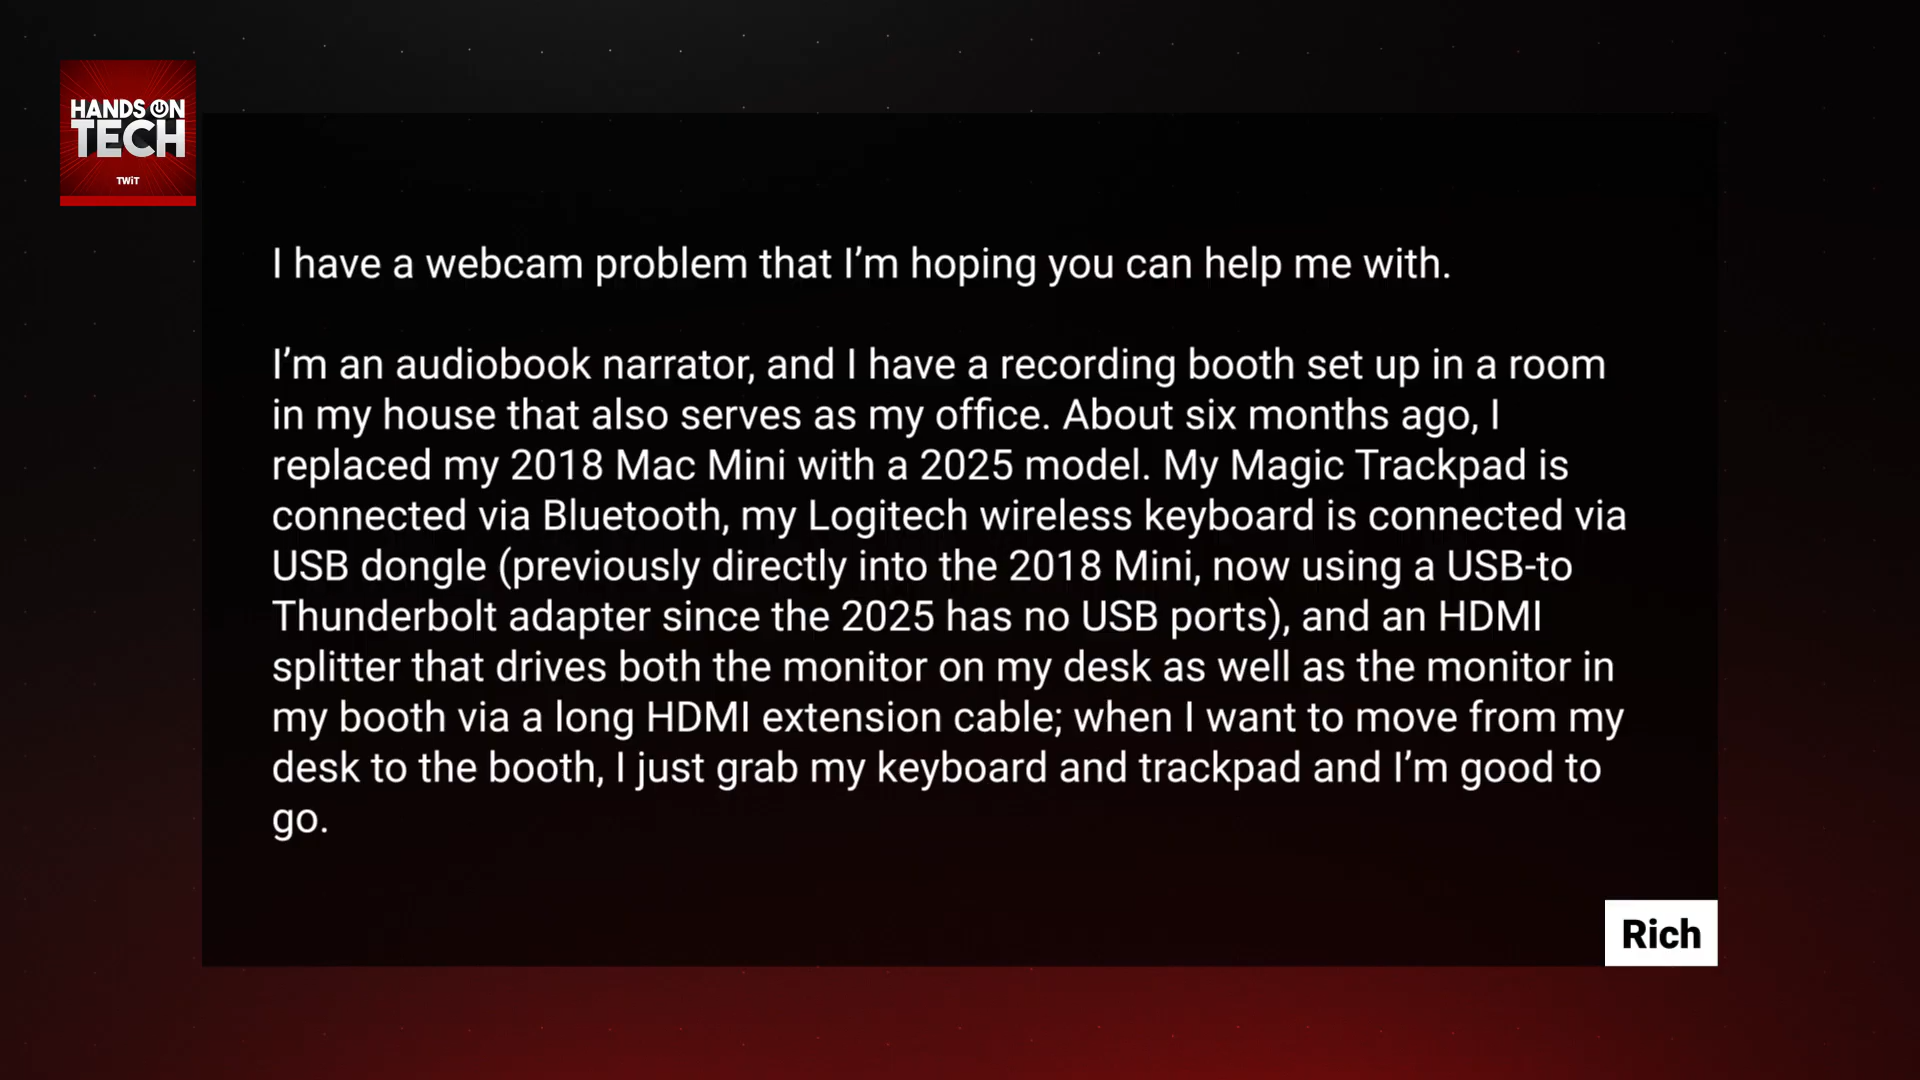 HANDS ON
TECH
TWiT
I have a webcam problem that I’m hoping you can help me with.
I’m an audiobook narrator, and I have a recording booth set up in a room
in my house that also serves as my office. About six months ago, I
replaced my 2018 Mac Mini with a 2025 model. My Magic Trackpad is
connected via Bluetooth, my Logitech wireless keyboard is connected via
USB dongle (previously directly into the 2018 Mini, now using a USB-to
Thunderbolt adapter since the 2025 has no USB ports), and an HDMI
splitter that drives both the monitor on my desk as well as the monitor in
my booth via a long HDMI extension cable; when I want to move from my
desk to the booth, I just grab my keyboard and trackpad and I’m good to
go.
Rich